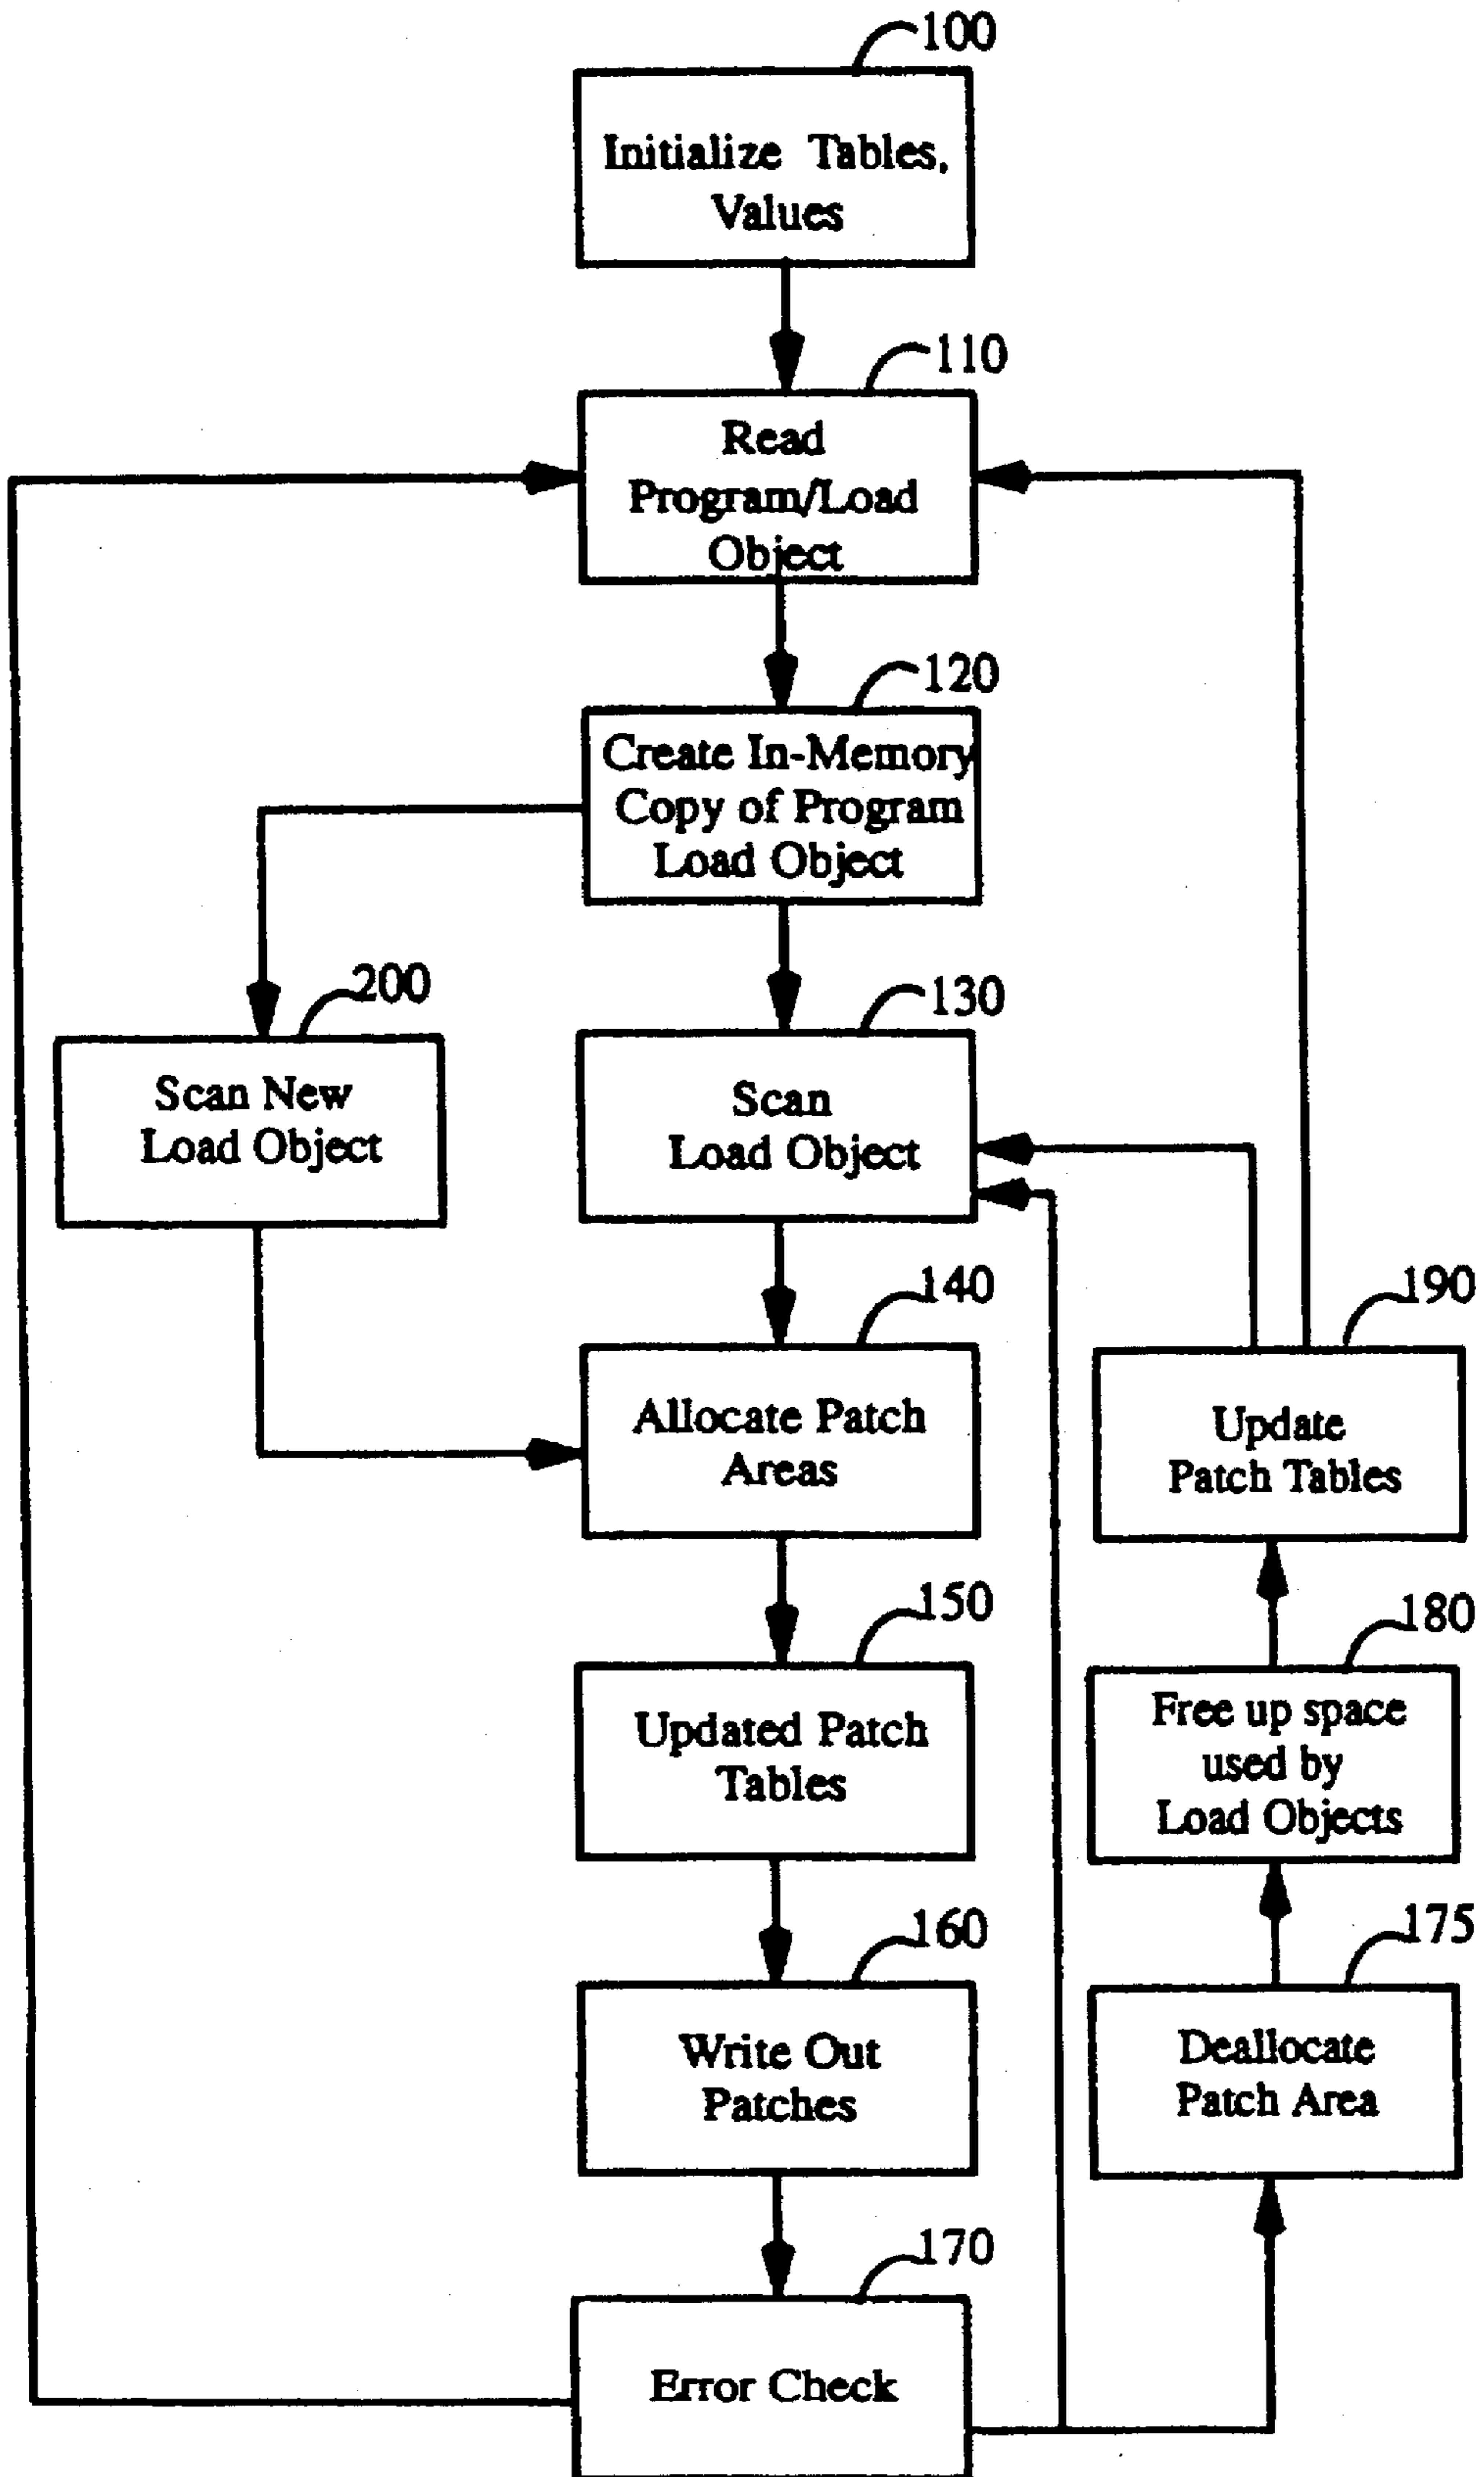 100
Initialize Tables,
Values
110
Read
Program/Load
Object
120
Create In-Memory
Copy of Program
Load Object
200
Scan New
Load Object
130
Scan
Load Object
140
Allocate Patch
Areas
190
Update
Patch Tables
150
Updated Patch
Tables
180
Free up space
used by
Load Objects
160
Write Out
Patches
175
Deallocate
Patch Area
170
Error Check